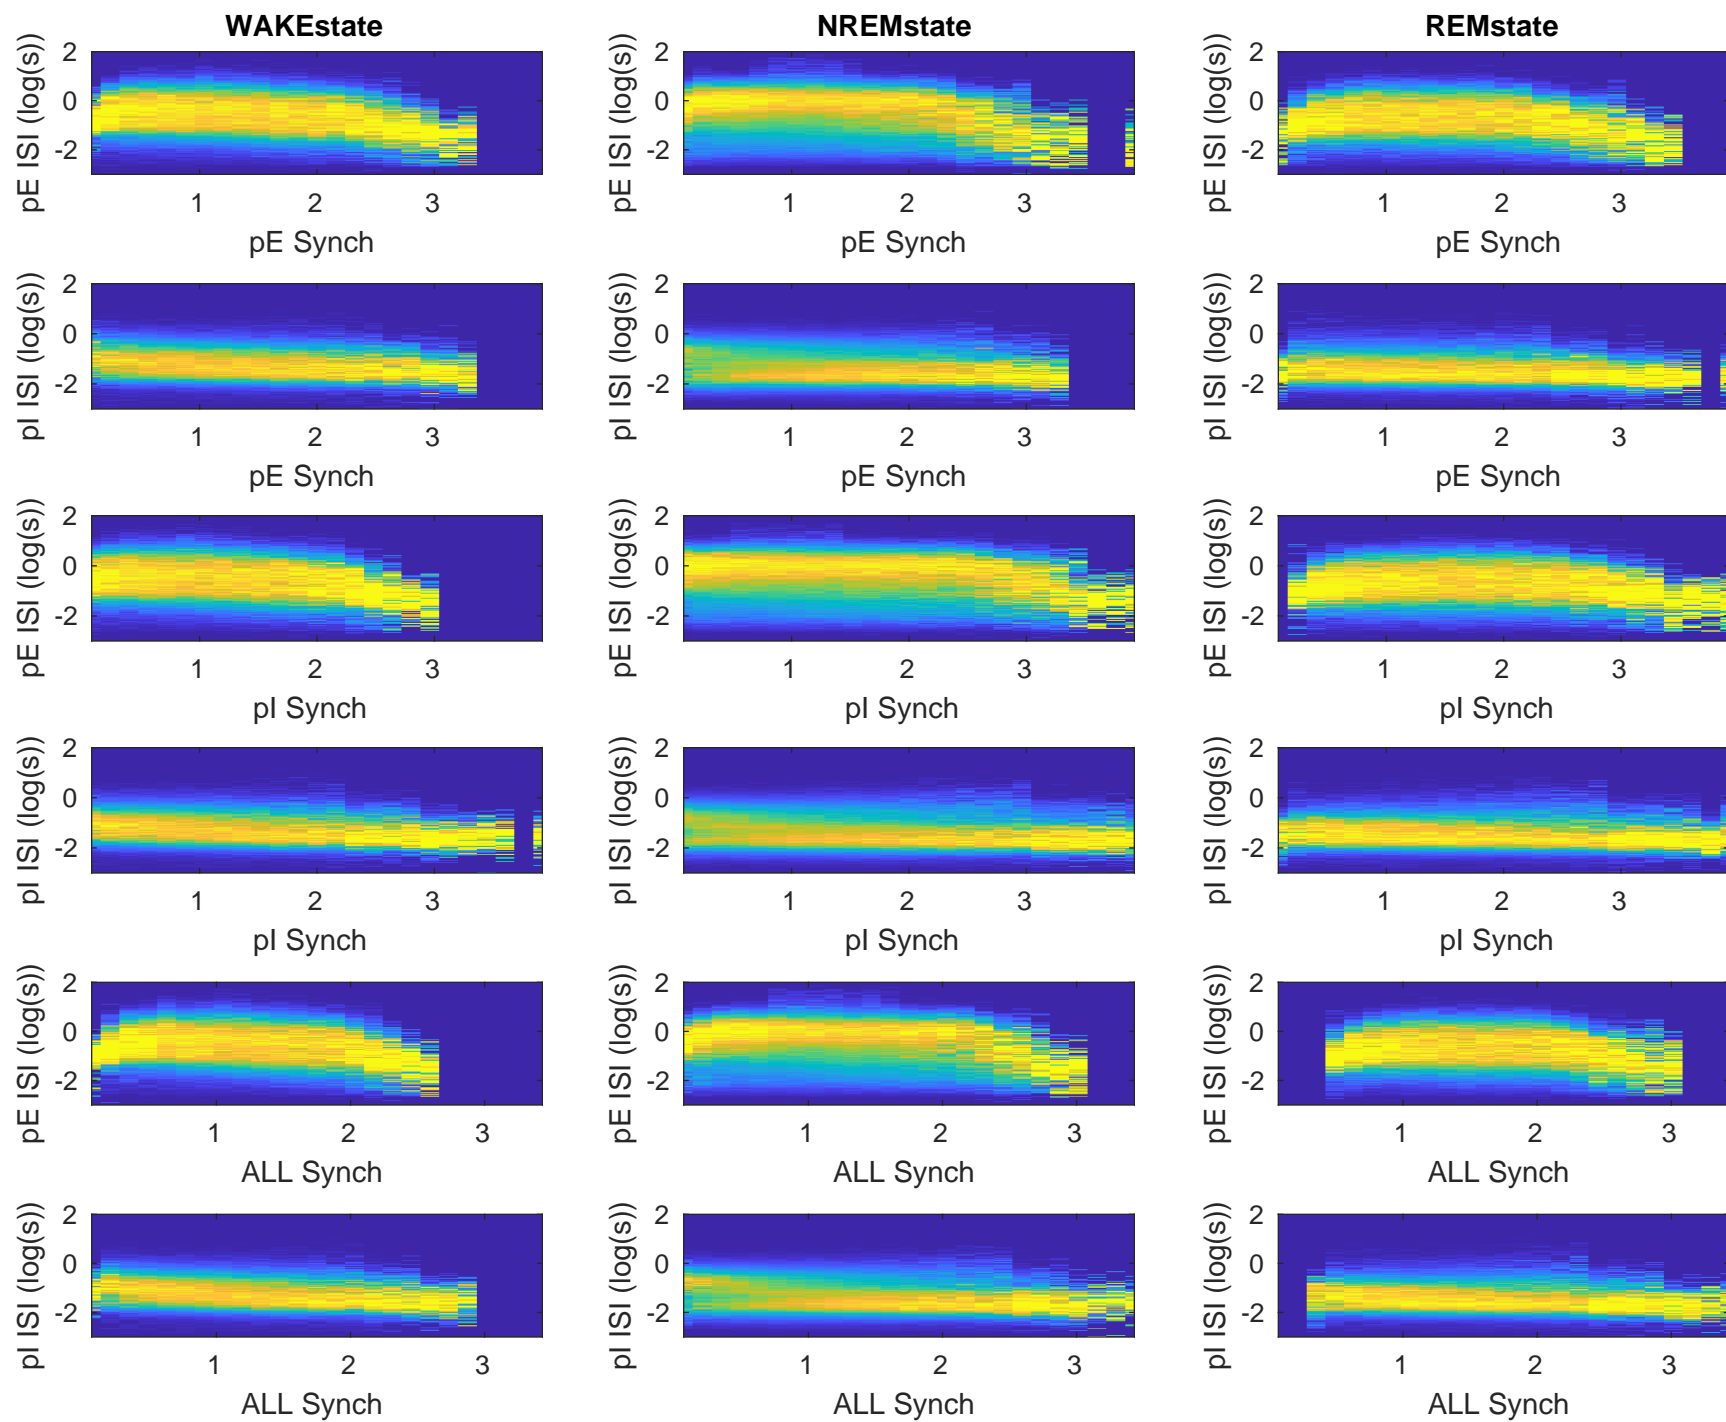 WAKEstate NREMstate REMstate
pE ISI (log(s)) 2 0 -2 pE ISI (log(s)) 2 0 -2 pE ISI (log(s)) 2 0 -2
1 2 3 1 2 3 1 2 3
pE Synch pE Synch pE Synch
pI ISI (log(s)) 2 0 -2 pI ISI (log(s)) 2 0 -2 pI ISI (log(s)) 2 0 -2
1 2 3 1 2 3 1 2 3
pE Synch pE Synch pE Synch
pE ISI (log(s)) 2 0 -2 pE ISI (log(s)) 2 0 -2 pE ISI (log(s)) 2 0 -2
1 2 3 1 2 3 1 2 3
pI Synch pI Synch pI Synch
pI ISI (log(s)) 2 0 -2 pI ISI (log(s)) 2 0 -2 pI ISI (log(s)) 2 0 -2
1 2 3 1 2 3 1 2 3
pI Synch pI Synch pI Synch
pE ISI (log(s)) 2 0 -2 pE ISI (log(s)) 2 0 -2 pE ISI (log(s)) 2 0 -2
1 2 3 1 2 3 1 2 3
ALL Synch ALL Synch ALL Synch
pI ISI (log(s)) 2 0 -2 pI ISI (log(s)) 2 0 -2 pI ISI (log(s)) 2 0 -2
1 2 3 1 2 3 1 2 3
ALL Synch ALL Synch ALL Synch